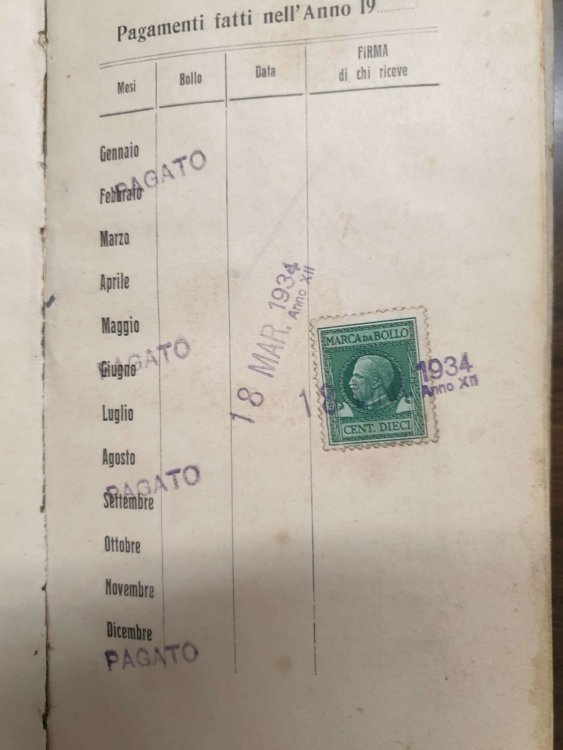 Pagamenti fatti nell'Anno 19
Mesi Bollo Data FIRMA di chi riceve
Gennaio
PAGATO
Febbraio
Marzo
Aprile
18 MAR. 1934
Anno XII
Maggio
MARCA DA BOLLO
PAGATO
Giugno
18 MAR. 1934
Anno XII
Luglio
CENT. DIECI
Agosto
PAGATO
Settembre
Ottobre
Novembre
Dicembre
PAGATO